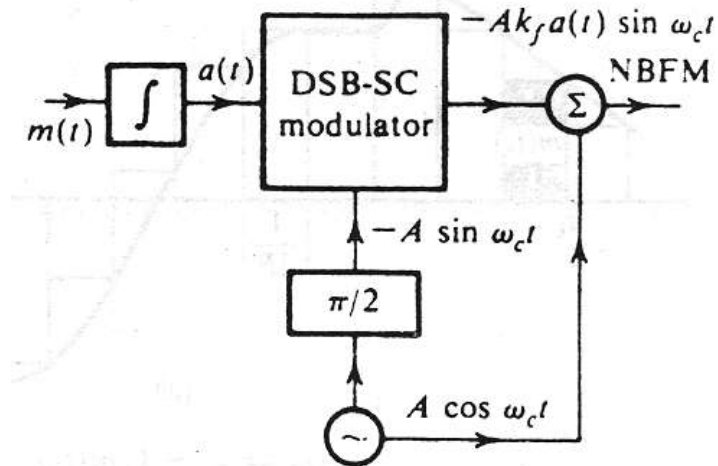 −Ak_f a(t) sin ω_c t
NBFM
a(t)
DSB-SC
modulator
∫
Σ
m(t)
−A sin ω_c t
π/2
A cos ω_c t
~